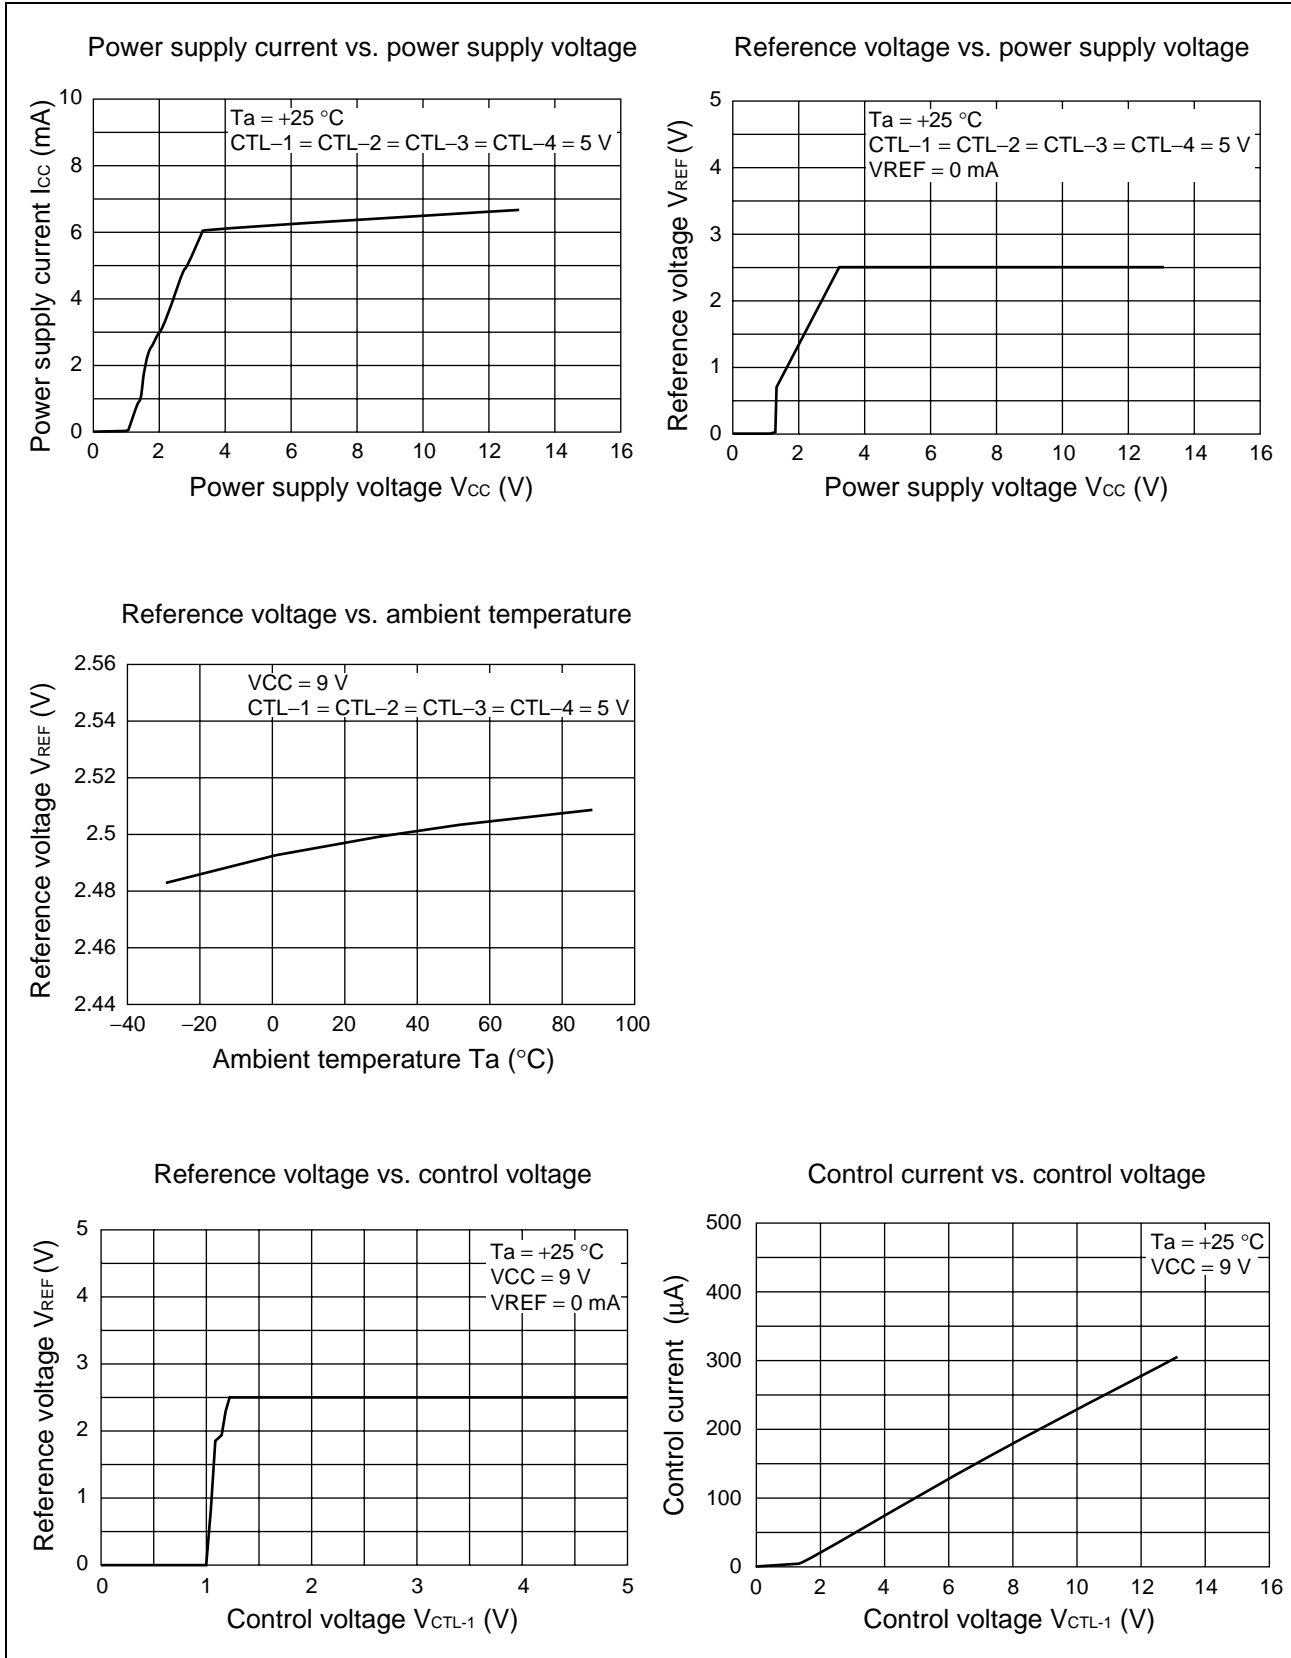 Power supply current vs. power supply voltage
Power supply current ICC (mA)
10
8
6
4
2
0
Ta = +25 °C
CTL–1 = CTL–2 = CTL–3 = CTL–4 = 5 V
0 2 4 6 8 10 12 14 16
Power supply voltage VCC (V)
Reference voltage vs. power supply voltage
Reference voltage VREF (V)
5
4
3
2
1
0
Ta = +25 °C
CTL–1 = CTL–2 = CTL–3 = CTL–4 = 5 V
VREF = 0 mA
0 2 4 6 8 10 12 14 16
Power supply voltage VCC (V)
Reference voltage vs. ambient temperature
Reference voltage VREF (V)
2.56
2.54
2.52
2.5
2.48
2.46
2.44
VCC = 9 V
CTL–1 = CTL–2 = CTL–3 = CTL–4 = 5 V
–40 –20 0 20 40 60 80 100
Ambient temperature Ta (°C)
Reference voltage vs. control voltage
Reference voltage VREF (V)
5
4
3
2
1
0
Ta = +25 °C
VCC = 9 V
VREF = 0 mA
0 1 2 3 4 5
Control voltage VCTL-1 (V)
Control current vs. control voltage
Control current (µA)
500
400
300
200
100
0
Ta = +25 °C
VCC = 9 V
0 2 4 6 8 10 12 14 16
Control voltage VCTL-1 (V)